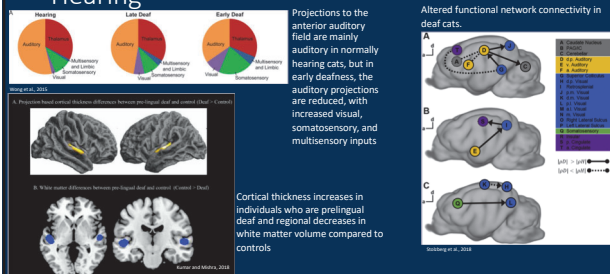 Hearing
A
Hearing
Late Deaf
Early Deaf
Auditory
Thalamus
Visual
Multisensory
and Limbic
Somatosensory
Auditory
Thalamus
Visual
Multisensory
and Limbic
Somatosensory
Auditory
Thalamus
Visual
Multisensory
and Limbic
Somatosensory
Wong et al., 2015
Projections to the
anterior auditory
field are mainly
auditory in normally
hearing cats, but in
early deafness, the
auditory projections
are reduced, with
increased visual,
somatosensory, and
multisensory inputs
A. Projection based cortical thickness differences between pre-lingual deaf and control (Deaf > Control)
B. White matter differences between pre-lingual deaf and control (Control > Deaf)
Kumar and Mishra, 2018
Cortical thickness increases in
individuals who are prelingual
deaf and regional decreases in
white matter volume compared to
controls
Altered functional network connectivity in
deaf cats.
A
B
C
Stolzberg et al., 2018